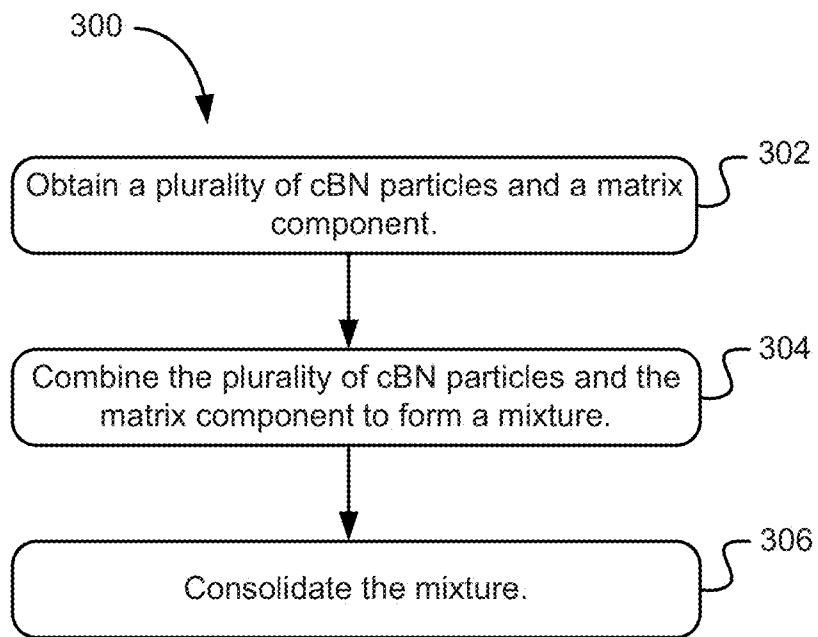 300
302
Obtain a plurality of cBN particles and a matrix
component.
304
Combine the plurality of cBN particles and the
matrix component to form a mixture.
306
Consolidate the mixture.